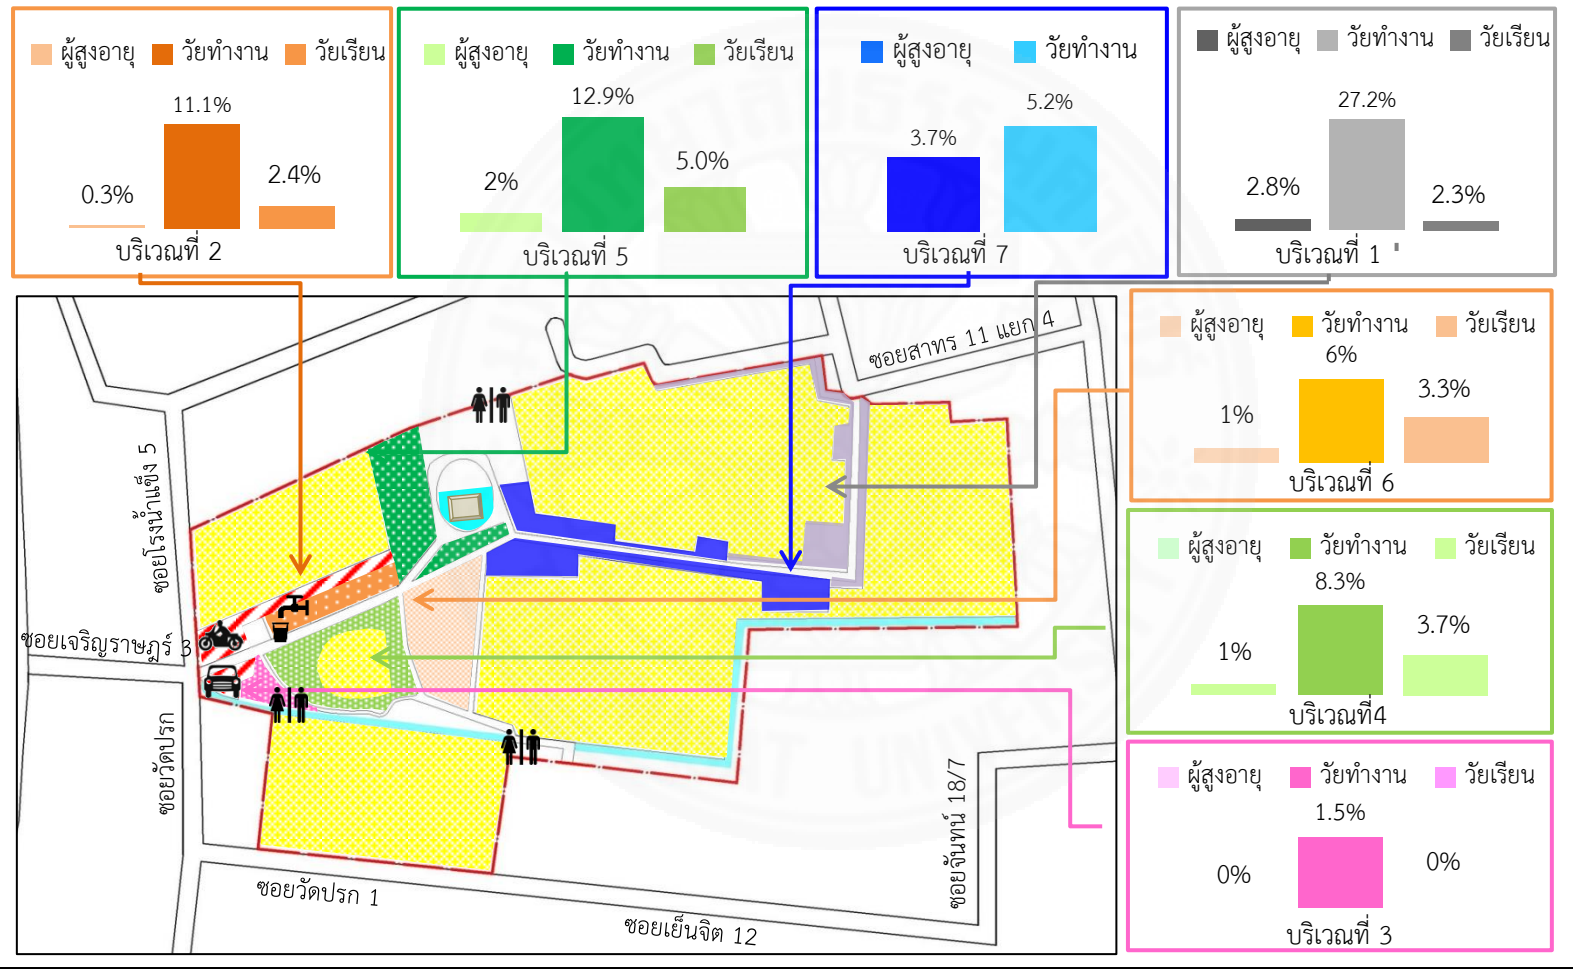 ผู้สูงอายุ วัยทำงาน วัยเรียน
11.1%
0.3%
2.4%
บริเวณที่ 2
ผู้สูงอายุ วัยทำงาน วัยเรียน
12.9%
2%
5.0%
บริเวณที่ 5
ผู้สูงอายุ วัยทำงาน
5.2%
3.7%
บริเวณที่ 7
ผู้สูงอายุ วัยทำงาน วัยเรียน
27.2%
2.8%
2.3%
บริเวณที่ 1
ผู้สูงอายุ วัยทำงาน วัยเรียน
6%
1%
3.3%
บริเวณที่ 6
ผู้สูงอายุ วัยทำงาน วัยเรียน
8.3%
1%
3.7%
บริเวณที่4
ผู้สูงอายุ วัยทำงาน วัยเรียน
1.5%
0%
0%
บริเวณที่ 3
ซอยสาทร 11 แยก 4
ซอยโรงน้ำแข็ง 5
ซอยเจริญราษฎร์ 3
ซอยวัดปรก
ซอยวัดปรก 1
ซอยเย็นจิต 12
ซอยจันทน์ 18/7